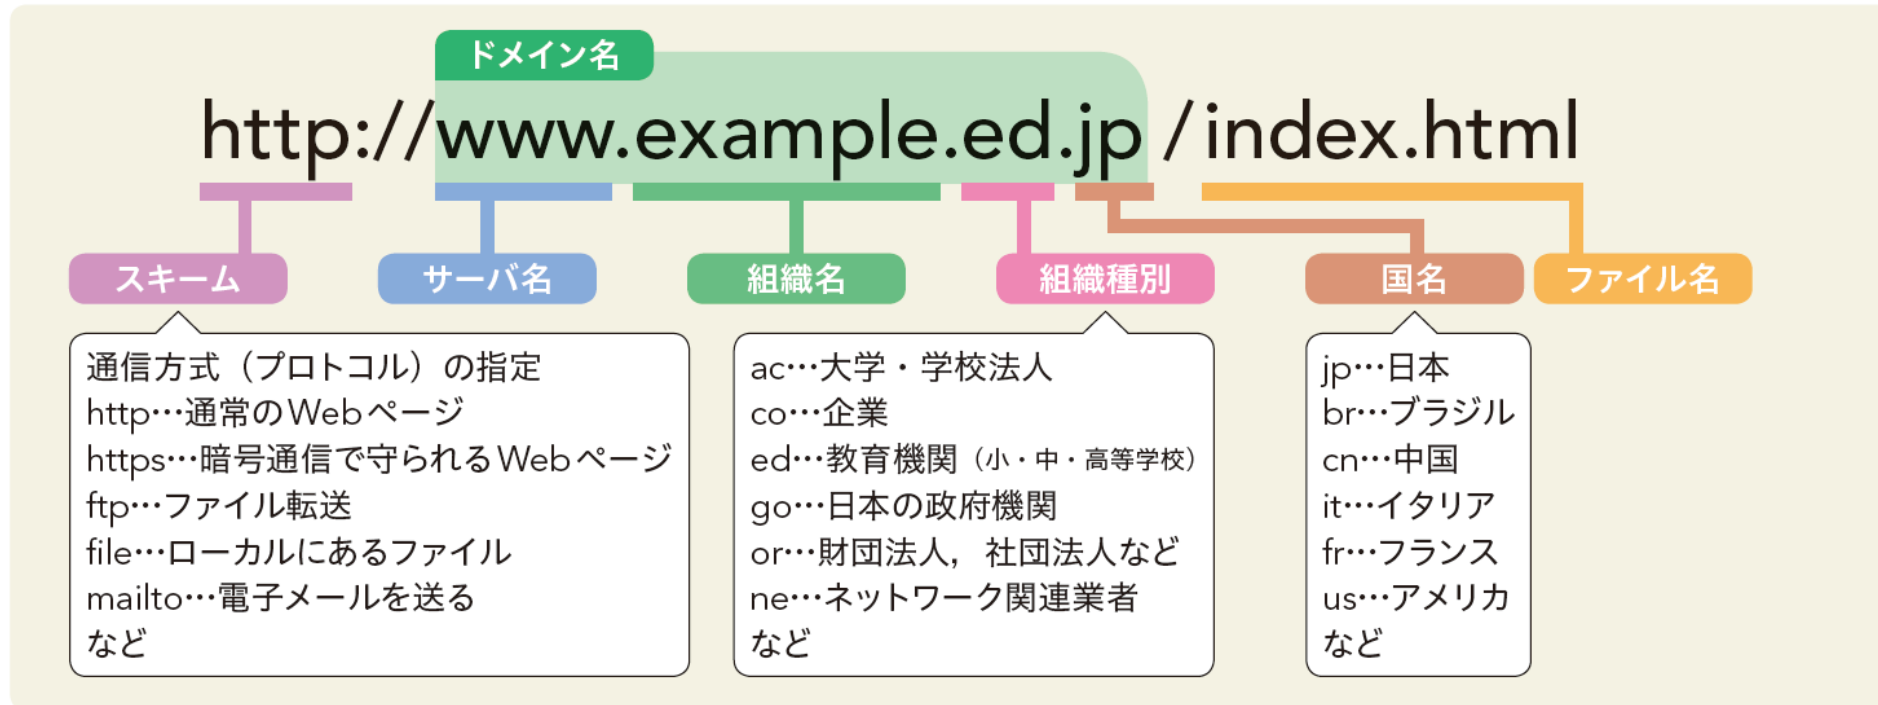 ドメイン名
http://www.example.ed.jp/index.html
スキーム
サーバ名
組織名
組織種別
国名
ファイル名
通信方式（プロトコル）の指定
http…通常のWebページ
https…暗号通信で守られるWebページ
ftp…ファイル転送
file…ローカルにあるファイル
mailto…電子メールを送る
など
ac…大学・学校法人
co…企業
ed…教育機関（小・中・高等学校）
go…日本の政府機関
or…財団法人，社団法人など
ne…ネットワーク関連業者
など
jp…日本
br…ブラジル
cn…中国
it…イタリア
fr…フランス
us…アメリカ
など